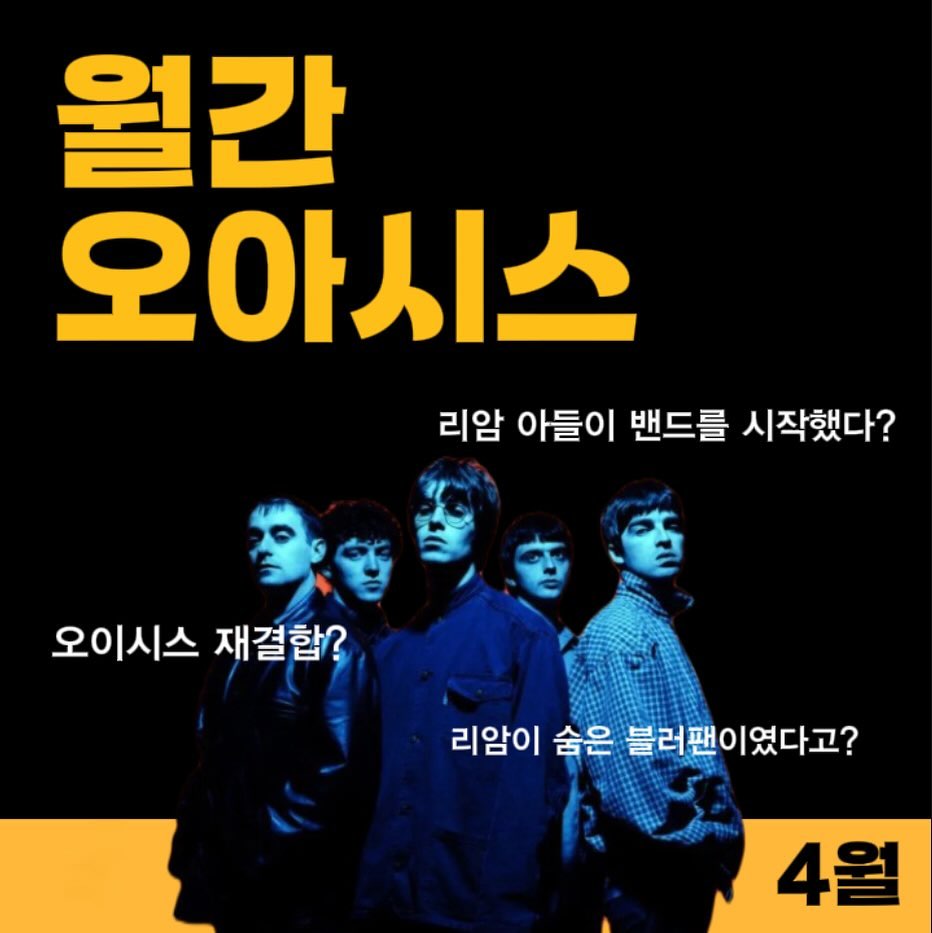 월간
오아시스
리암 아들이 밴드를 시작했다?
오이시스 재결합?
리암이 숨은 블러팬이였다고?
4월